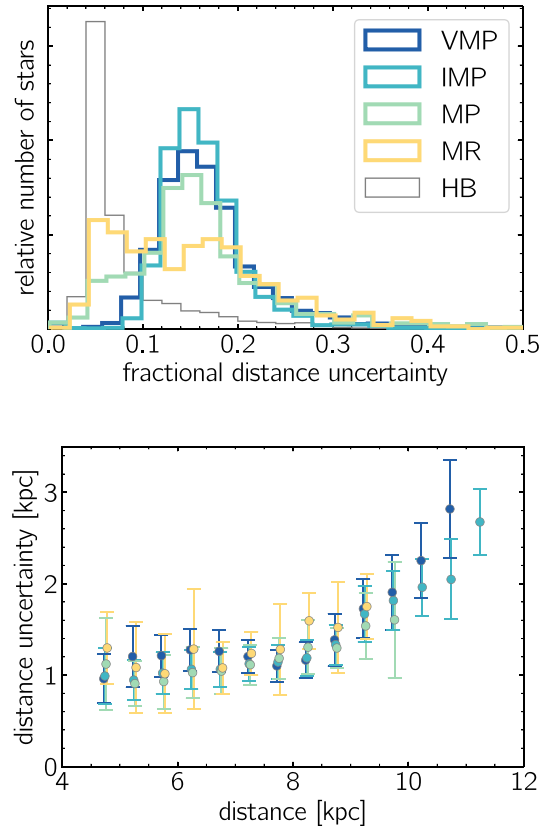 relative number of stars
VMP
IMP
MP
MR
HB
0.0 0.1 0.2 0.3 0.4 0.5
fractional distance uncertainty
distance uncertainty [kpc]
3
2
1
0
4 6 8 10 12
distance [kpc]